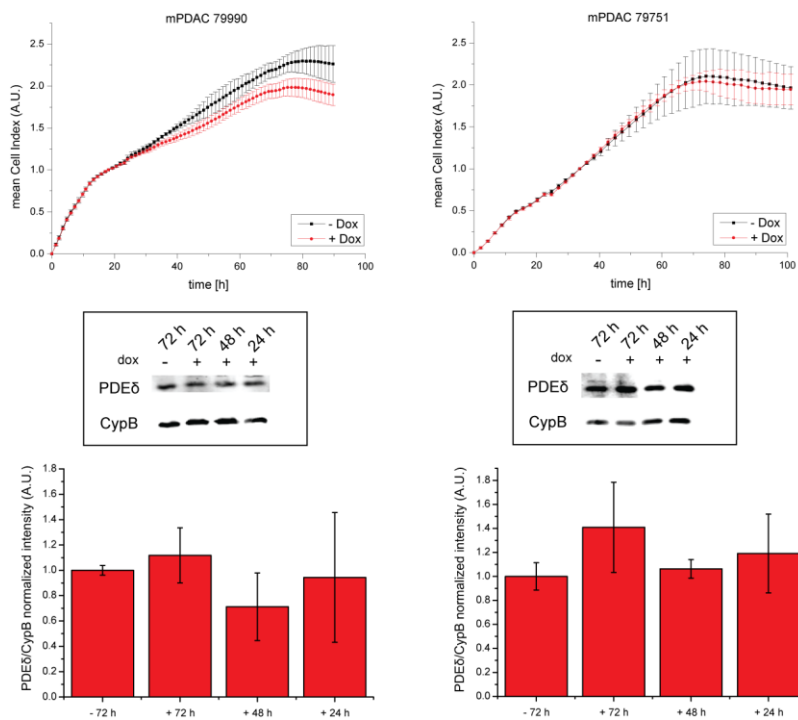 mPDAC 79990
mean Cell Index (A.U.)
2.5
2.0
1.5
1.0
0.5
0.0
- Dox
+ Dox
0 20 40 60 80 100
time [h]
mPDAC 79751
mean Cell Index (A.U.)
2.5
2.0
1.5
1.0
0.5
0.0
- Dox
+ Dox
0 20 40 60 80 100
time [h]
72 h 72 h 48 h 24 h
dox - + + +
PDEδ
CypB
72 h 72 h 48 h 24 h
dox - + + +
PDEδ
CypB
PDEδ/CypB normalized intensity (A.U.)
1.8
1.6
1.4
1.2
1.0
0.8
0.6
0.4
0.2
0.0
- 72 h + 72 h + 48 h + 24 h
PDEδ/CypB normalized intensity (A.U.)
1.8
1.6
1.4
1.2
1.0
0.8
0.6
0.4
0.2
0.0
- 72 h + 72 h + 48 h + 24 h